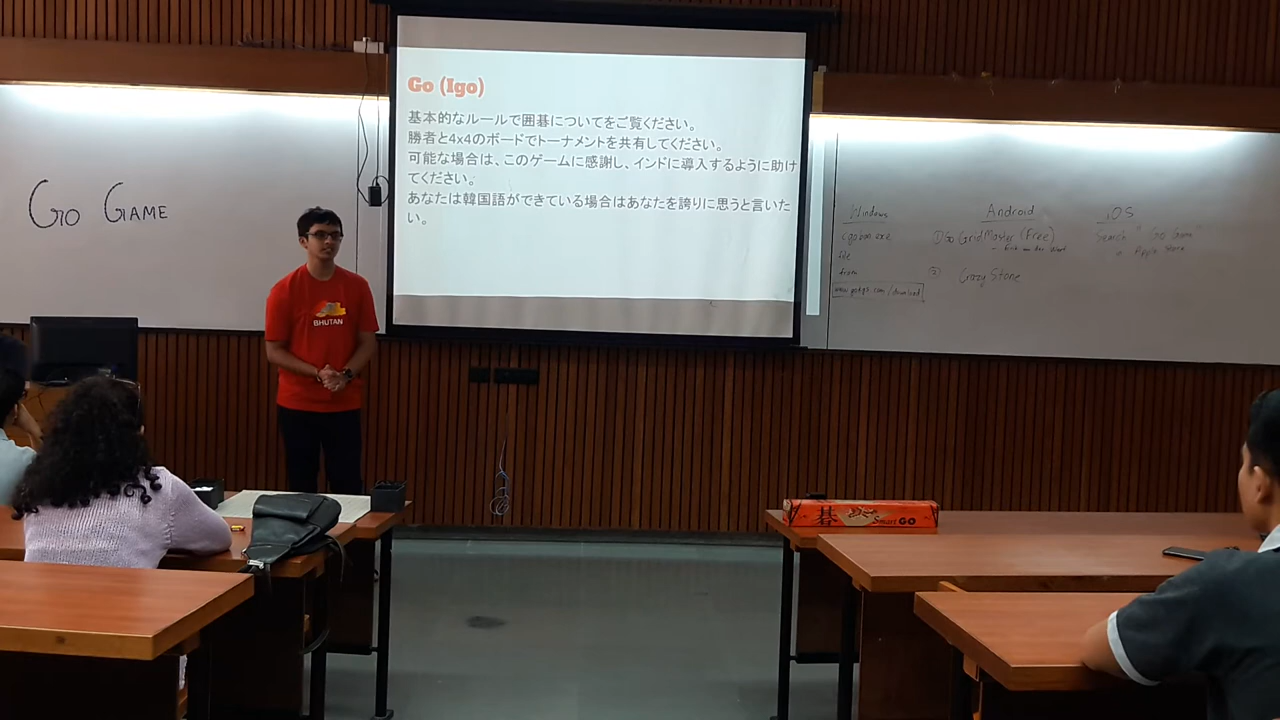 Go (Igo)
基本的なルールで囲碁についてをご覧ください。
勝者と4x4のボードでトーナメントを共有してください。
可能な場合は、このゲームに感謝し、インドに導入するように助け
てください。
あなたは韓国語ができている場合はあなたを誇りに思うと言いた
い。
GO GAME
BHUTAN
Windows
file
from
Android
① Go GridMaster (Free)
② Crazy Stone
iOS
Search "Go Game"
Apple Store
碁 Smart GO